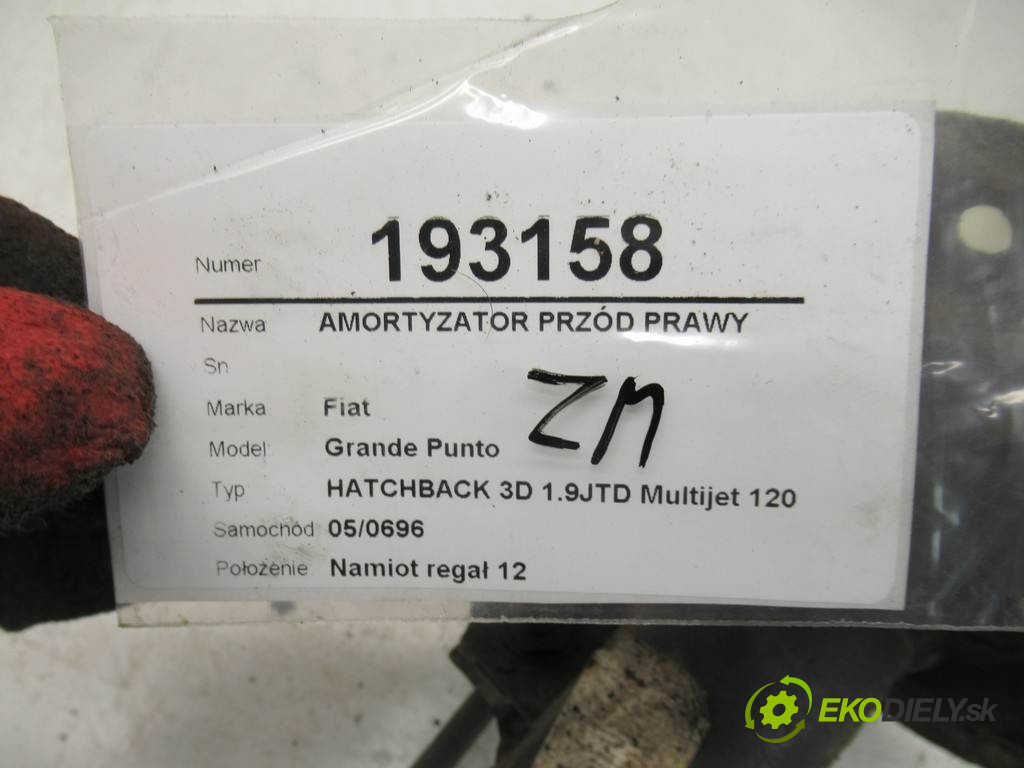 Numer 193158
Nazwa AMORTYZATOR PRZÓD PRAWY
Sn
Marka Fiat
ZM
Model: Grande Punto
Typ HATCHBACK 3D 1.9JTD Multijet 120
Samochód 05/0696
Położenie Namiot regał 12
EKODIELY.sk